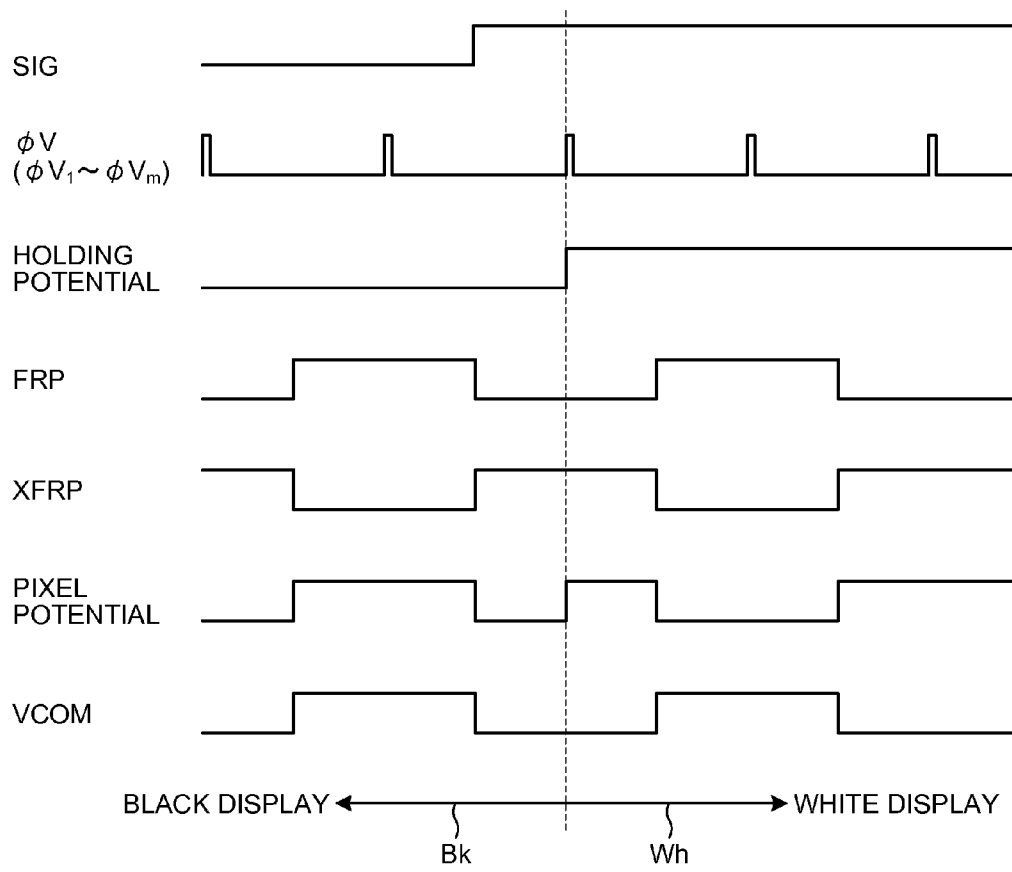 SIG
ϕV
(ϕV₁～ϕVₘ)
HOLDING
POTENTIAL
FRP
XFRP
PIXEL
POTENTIAL
VCOM
BLACK DISPLAY WHITE DISPLAY
Bk Wh